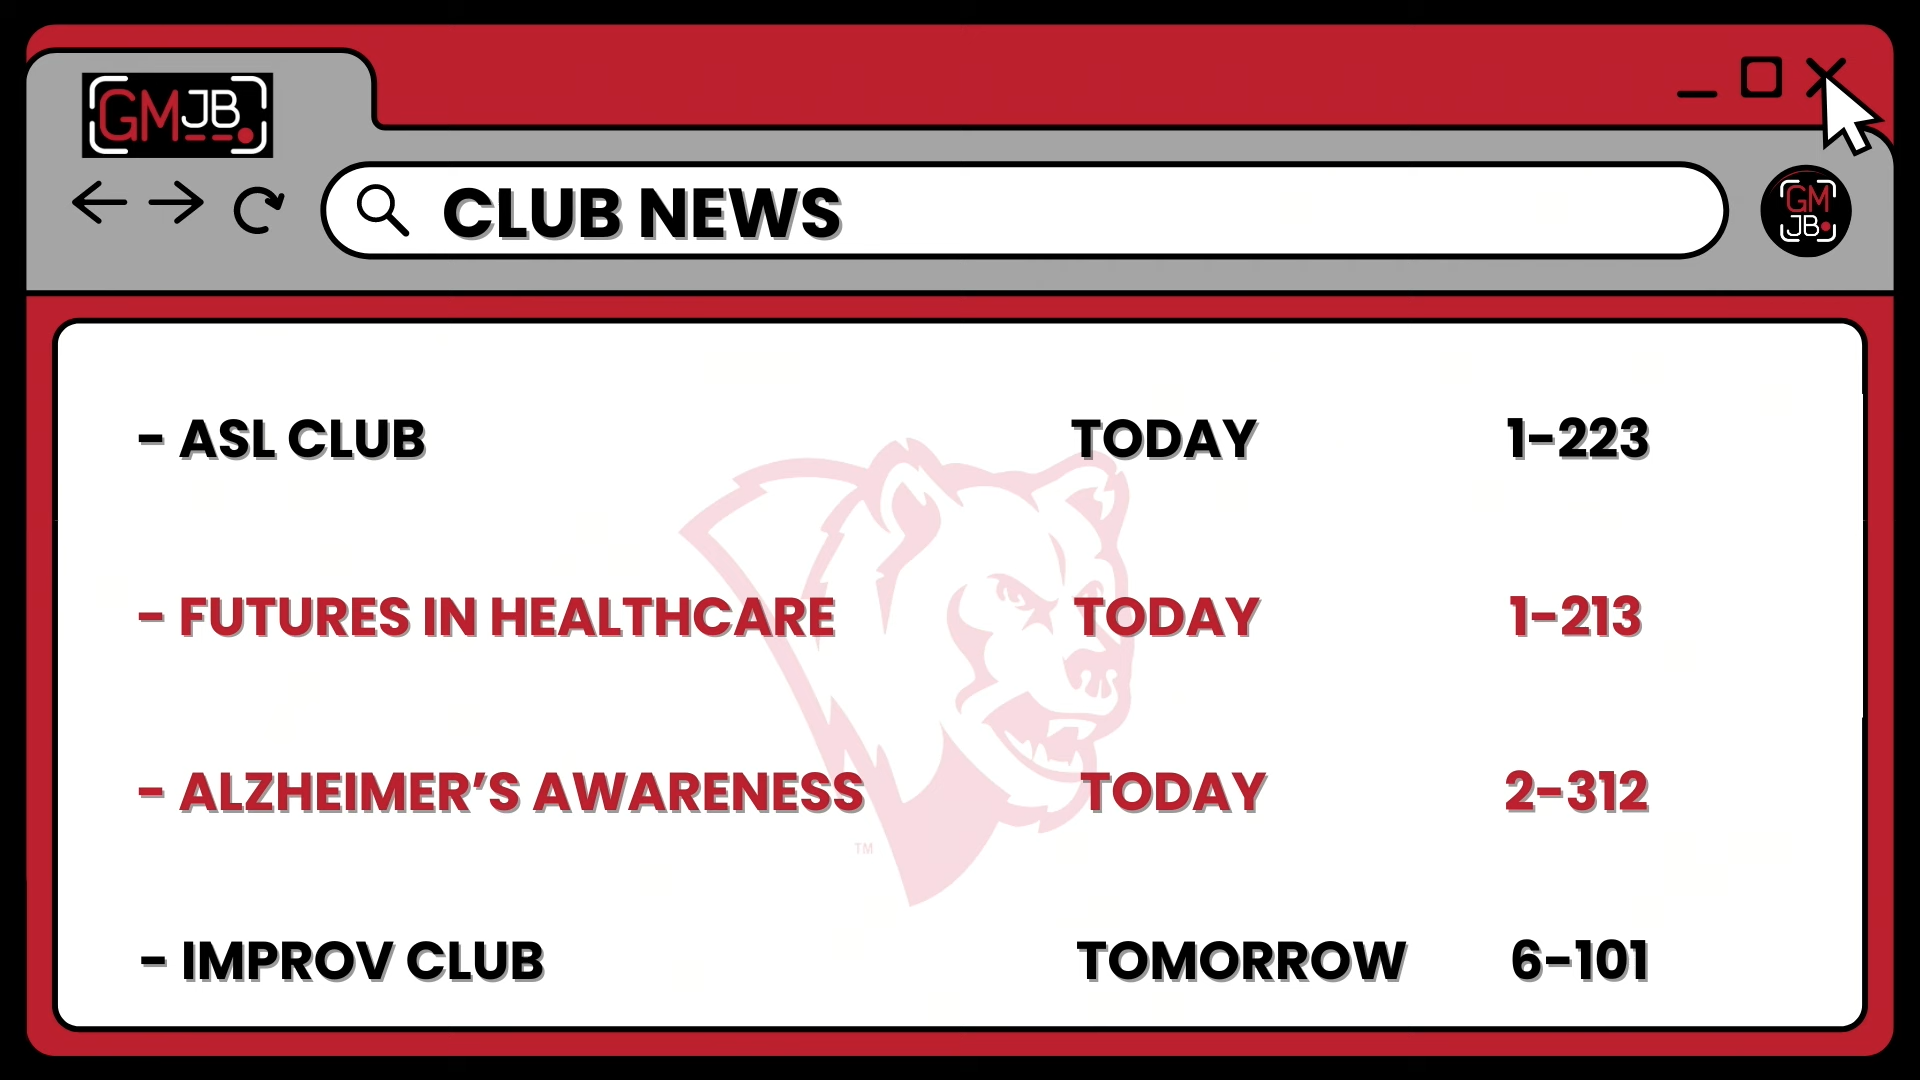 GMJB
CLUB NEWS
GM
JB
- ASL CLUB TODAY 1-223
- FUTURES IN HEALTHCARE TODAY 1-213
- ALZHEIMER'S AWARENESS TODAY 2-312
TM
- IMPROV CLUB TOMORROW 6-101